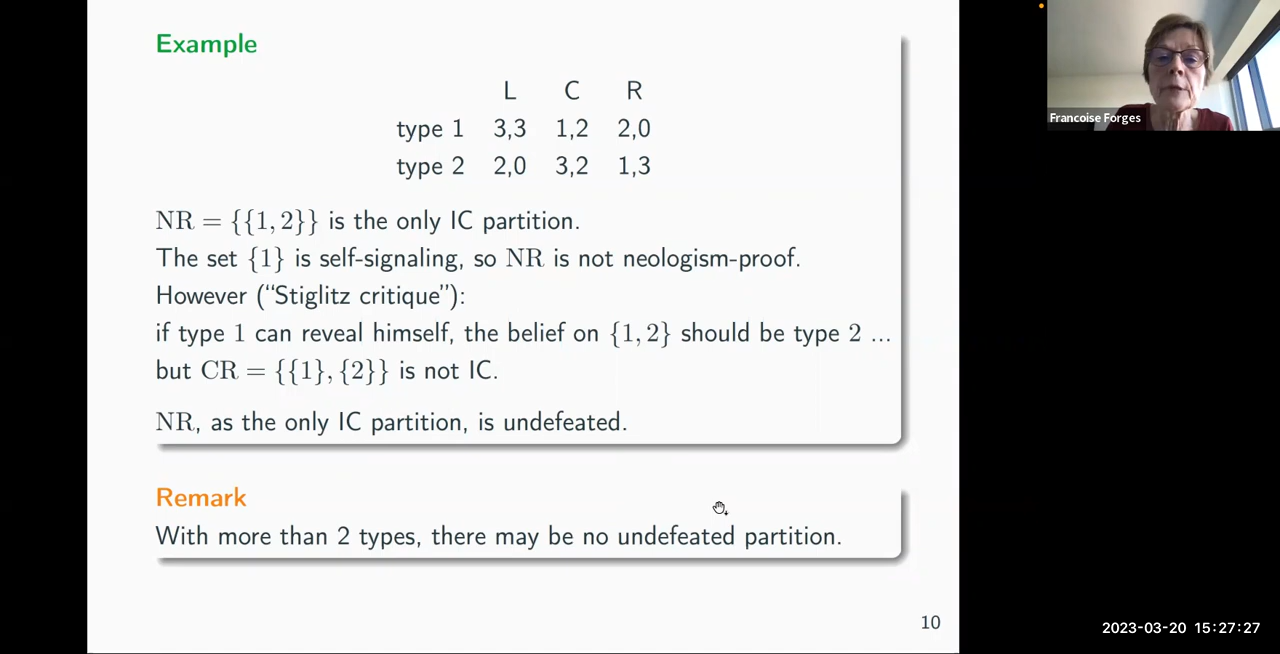 Example
L C R
type 1 3,3 1,2 2,0
type 2 2,0 3,2 1,3
NR = {{1, 2}} is the only IC partition.
The set {1} is self-signaling, so NR is not neologism-proof.
However (“Stiglitz critique”):
if type 1 can reveal himself, the belief on {1, 2} should be type 2 ...
but CR = {{1}, {2}} is not IC.
NR, as the only IC partition, is undefeated.
Remark
With more than 2 types, there may be no undefeated partition.
10
Francoise Forges
2023-03-20 15:27:27